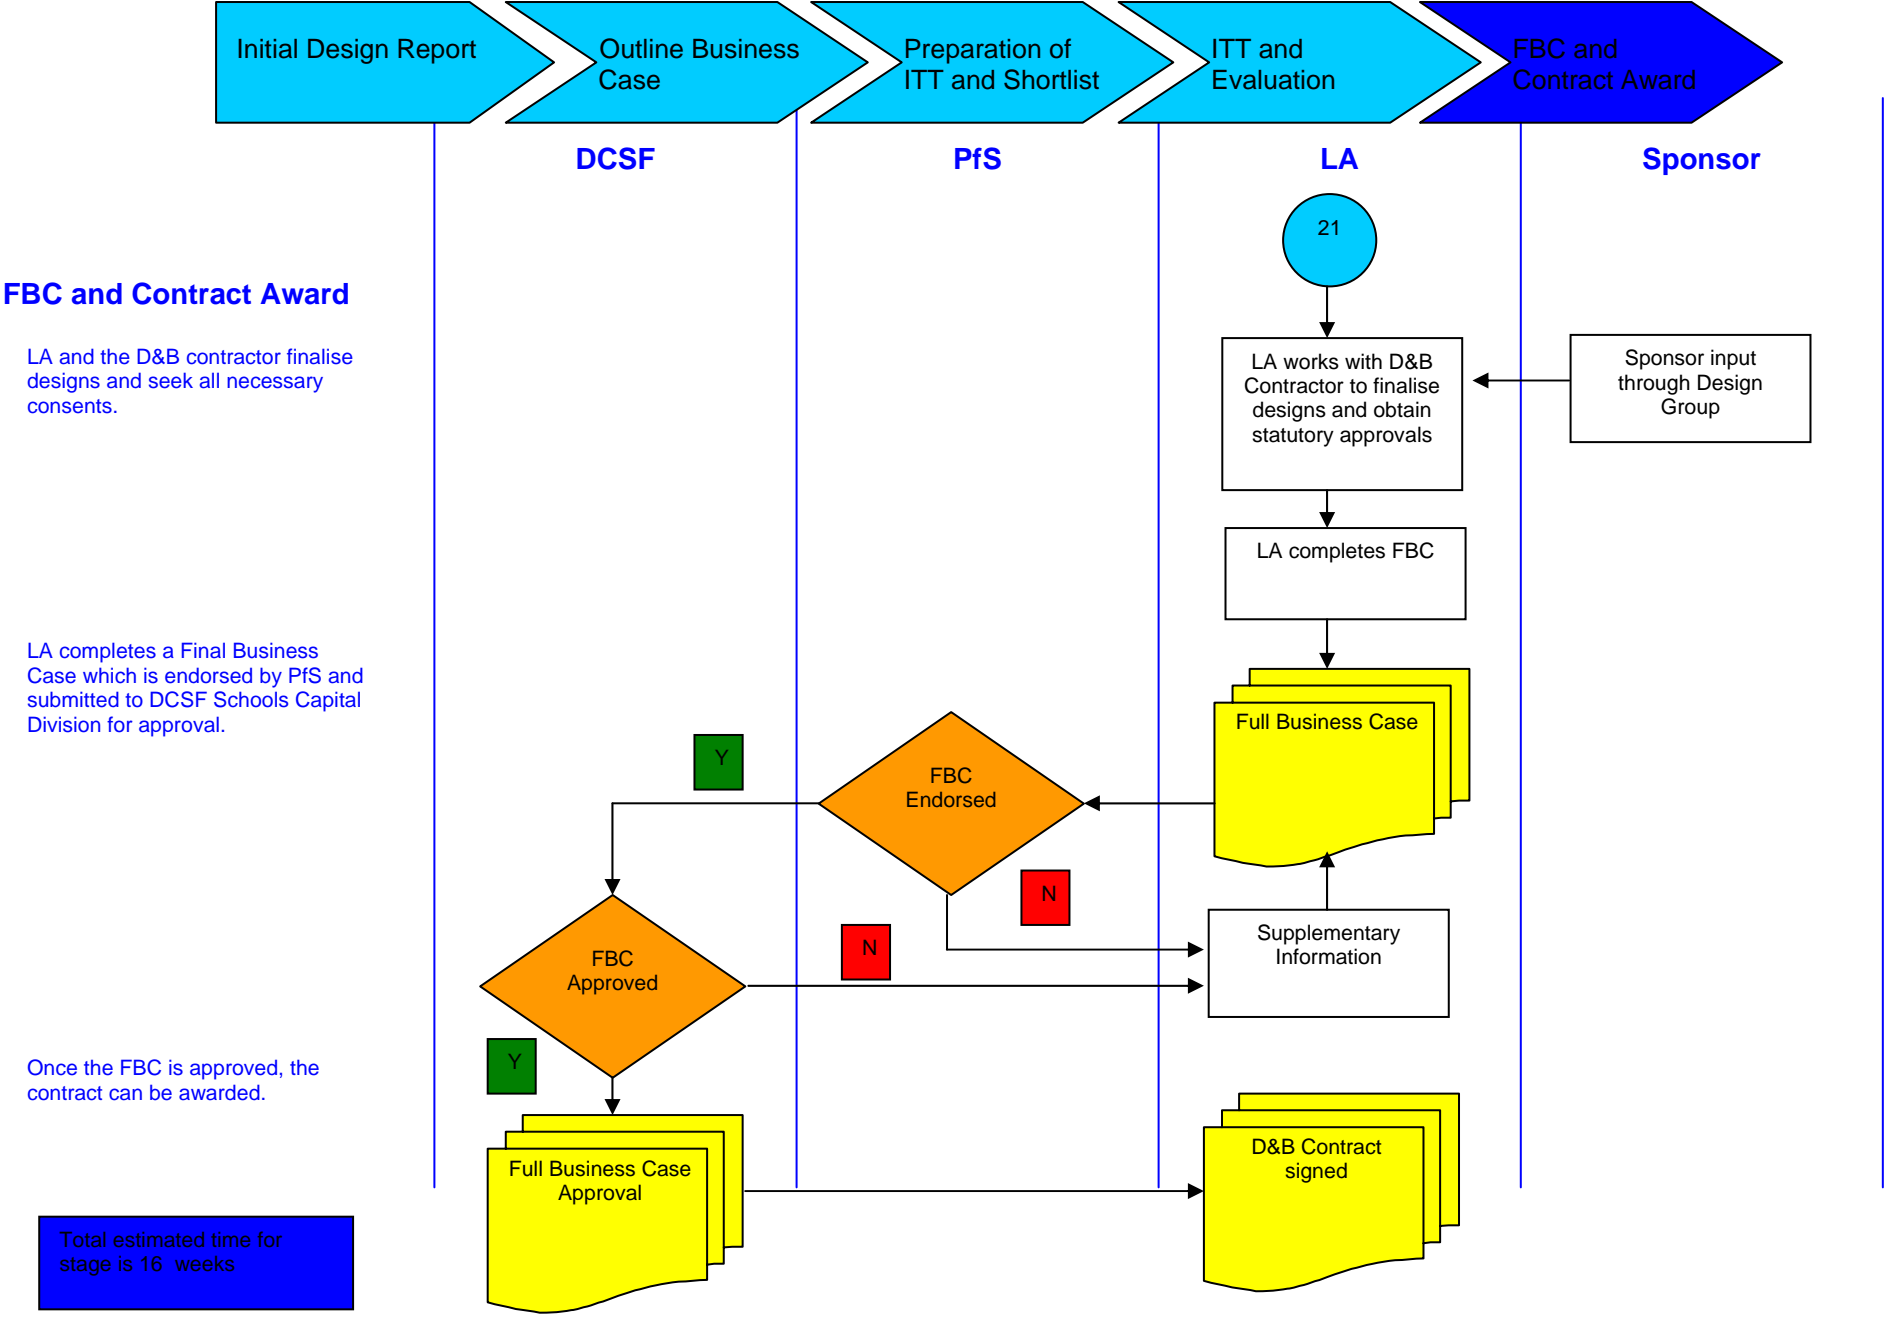 Initial Design Report
Outline Business
Case
Preparation of
ITT and Shortlist
ITT and
Evaluation
FBC and
Contract Award
DCSF
PfS
LA
Sponsor
21
FBC and Contract Award
LA and the D&B contractor finalise
designs and seek all necessary
consents.
LA works with D&B
Contractor to finalise
designs and obtain
statutory approvals
Sponsor input
through Design
Group
LA completes FBC
LA completes a Final Business
Case which is endorsed by PfS and
submitted to DCSF Schools Capital
Division for approval.
Full Business Case
Y
FBC
Endorsed
N
N
Supplementary
Information
FBC
Approved
Y
Once the FBC is approved, the
contract can be awarded.
Full Business Case
Approval
D&B Contract
signed
Total estimated time for
stage is 16  weeks